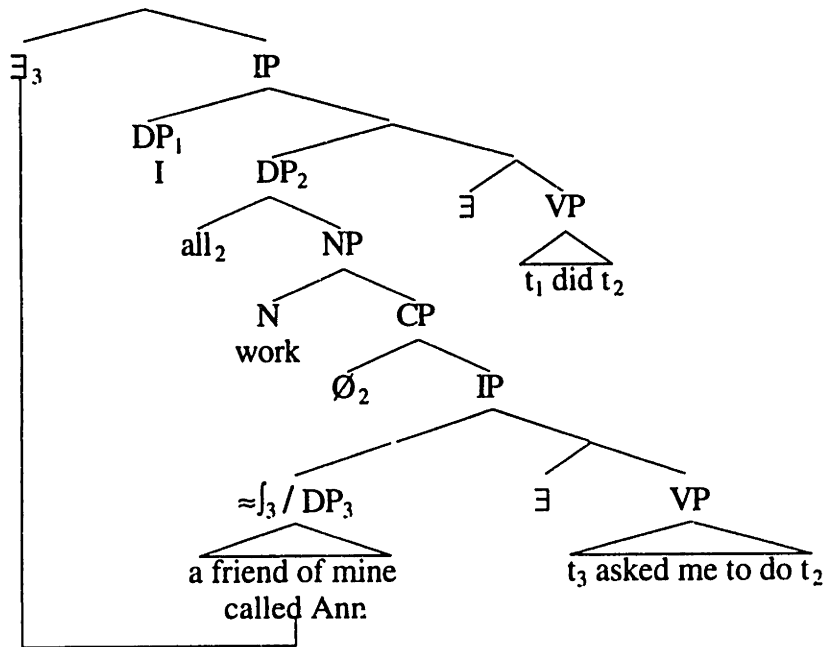 ∃₃ IP
DP₁
I DP₂
∃ VP
all₂ NP
t₁ did t₂
N CP
work
Ø₂ IP
≈∫₃ / DP₃ ∃ VP
a friend of mine t₃ asked me to do t₂
called Ann